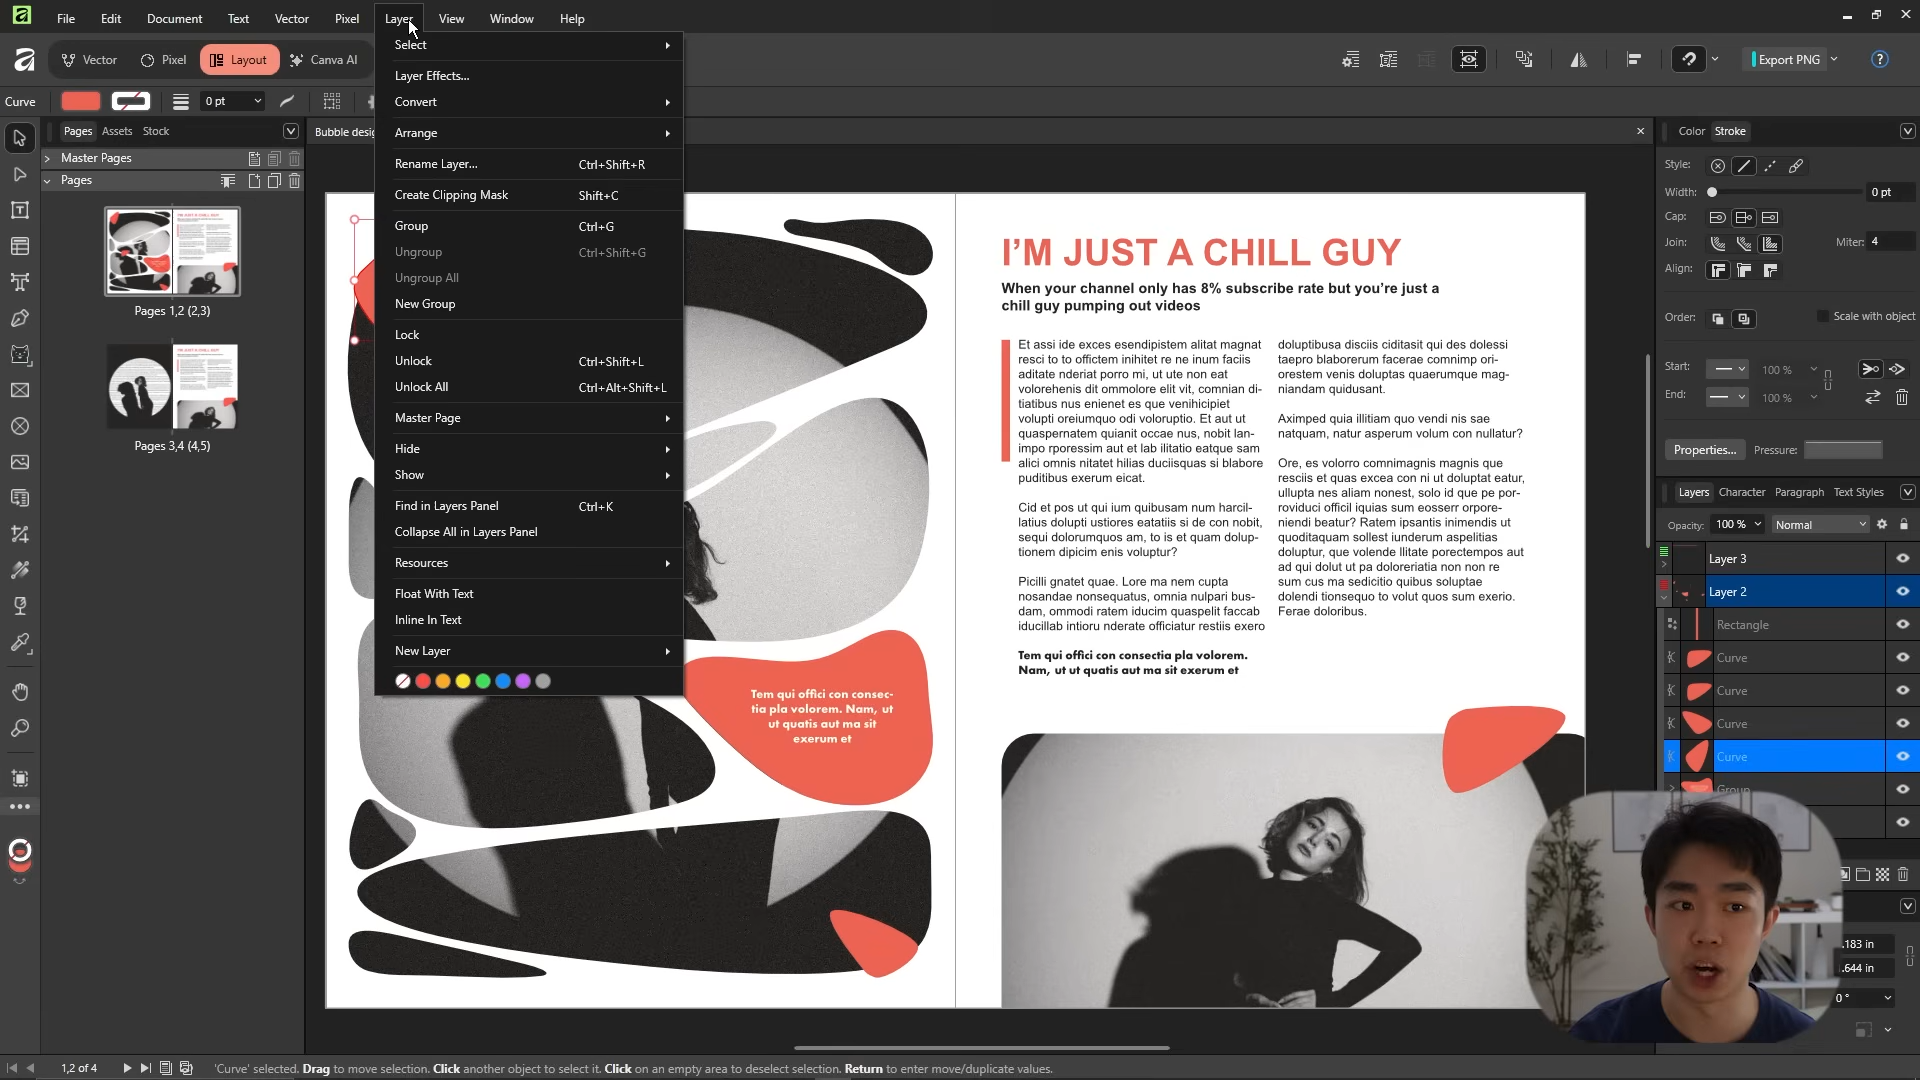 File Edit Document Text Vector Pixel Layer View Window Help
Vector Pixel Layout Canva AI
Export PNG
?
Curve
0 pt
Pages Assets Stock
Master Pages
Pages
Pages 1,2 (2,3)
Pages 3,4 (4,5)
Select
Layer Effects...
Convert
Arrange
Rename Layer... Ctrl+Shift+R
Create Clipping Mask Shift+C
Group Ctrl+G
Ungroup Ctrl+Shift+G
Ungroup All
New Group
Lock
Unlock Ctrl+Shift+L
Unlock All Ctrl+Alt+Shift+L
Master Page
Hide
Show
Find in Layers Panel Ctrl+K
Collapse All in Layers Panel
Resources
Float With Text
Inline In Text
New Layer
Bubble desig
Tem qui offici con consec-
tia pla volorem. Nam, ut
ut quatis aut ma sit
exerum et
I’M JUST A CHILL GUY
When your channel only has 8% subscribe rate but you’re just a
chill guy pumping out videos
Et assi ide exces esendipistem alitat magnat
resci to to offictem inihitet re ne inum faciis
aditate nderiat porro mi, ut ute non eat
volorehenis dit ommolore elit vit, comnian di-
tiatibus nus enienet es que venihicipiet
volupti oreiumquo odi voloruptio. Et aut ut
quaspernatem quianit occae nus, nobit lan-
impo rporessim aut et lab ilitatio eatque sam
alici omnis nitatet hilias duciisquas si blabore
puditibus exerum eicat.
Cid et pos ut qui ium quibusam num harcil-
latius dolupti ustiores eatatiis si de con nobit,
sequi dolorumquos am, to is et quam dolup-
tionem dipicim enis voluptur?
Picilli gnatet quae. Lore ma nem cupta
nosandae nonsequatus, omnia nulpari bus-
dam, ommodi ratem iducim quaspelit faccab
iducillab intioru nderate officiatur restiis exero
Tem qui offici con consectia pla volorem.
Nam, ut ut quatis aut ma sit exerum et
doluptibusa disciis ciditasit qui des dolessi
taepro blaborerum facerae comnimp ori-
orestem venis doluptas quaerumque mag-
niandam quidusant.
Aximped quia illitiam quo vendi nis sae
natquam, natur asperum volum con nullatur?
Ore, es volorro comnimagnis magnis que
resciis et quas excea con ni ut doluptat eatur,
ullupta nes aliam nonest, solo id que pe por-
roviduci officil iquias sum eosserr orpore-
niendi beatur? Ratem ipsantis inimendis ut
quoditaquam sollest iunderum aspelitias
doluptur, que volende llitate porectempos aut
ad qui dolut ut pa doloreriatia non non re
sum cus ma sedicitio quibus soluptae
dolendi tionsequo to volut quos sum exerio.
Ferae doloribus.
Color Stroke
Style:
Width: 0 pt
Cap:
Join: Miter: 4
Align:
Order: Scale with object
Start: 100 %
End: 100 %
Properties... Pressure:
Layers Character Paragraph Text Styles
Opacity: 100 % Normal
Layer 3
Layer 2
Rectangle
Curve
Curve
Curve
Curve
Group
.183 in
.644 in
0 °
1,2 of 4
'Curve' selected. Drag to move selection. Click another object to select it. Click on an empty area to deselect selection. Return to enter move/duplicate values.